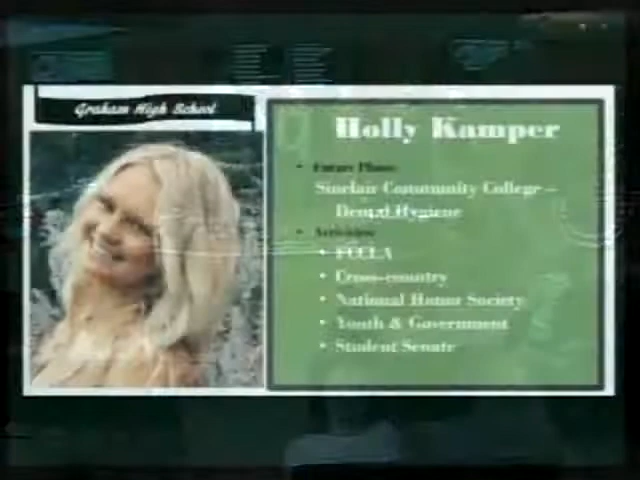 Graham High School
Holly Kamper
• Future Plans:
Sinclair Community College –
Dental Hygiene
• Activities:
• FCCLA
• Cross-country
• National Honor Society
• Youth & Government
• Student Senate